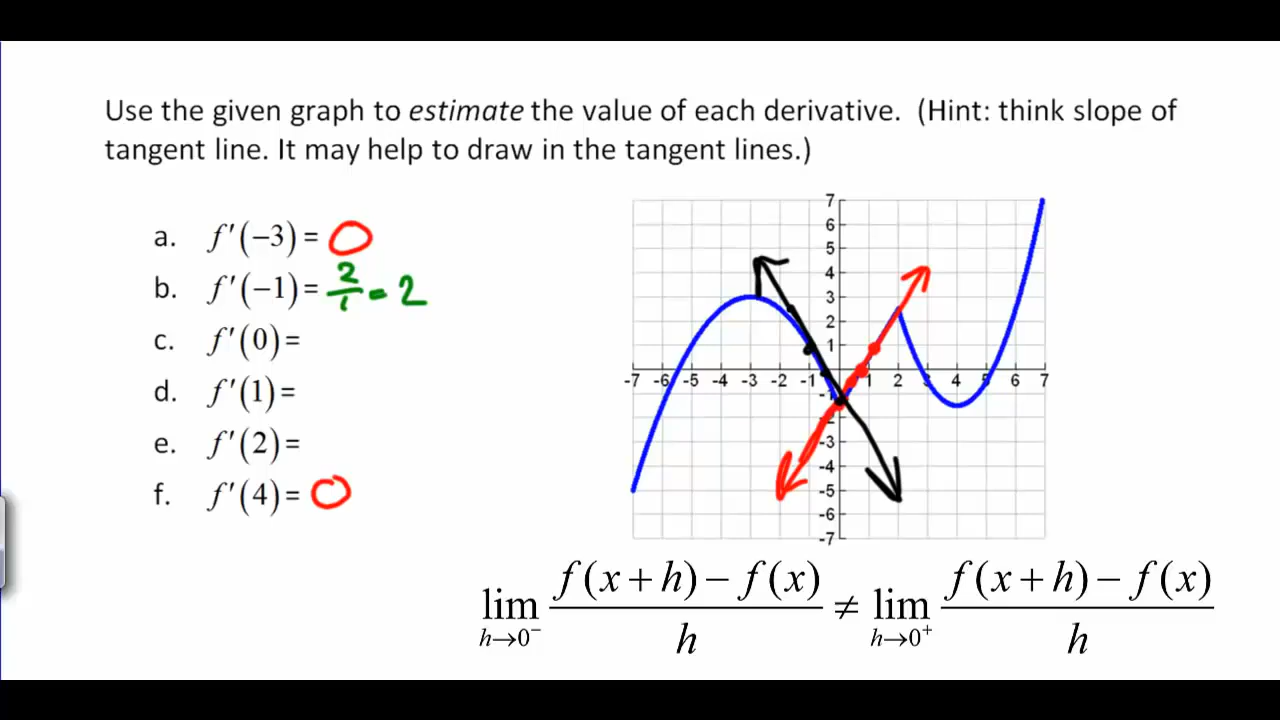 Use the given graph to estimate the value of each derivative. (Hint: think slope of
tangent line. It may help to draw in the tangent lines.)
a. f′(−3) = 0
b. f′(−1) = 2/1 = 2
c. f′(0) =
d. f′(1) =
e. f′(2) =
f. f′(4) = 0
7
6
5
4
3
2
1
-7 -6 -5 -4 -3 -2 -1 1 2 3 4 5 6 7
-1
-2
-3
-4
-5
-6
-7
lim h→0⁻ f(x+h)−f(x) / h ≠ lim h→0⁺ f(x+h)−f(x) / h